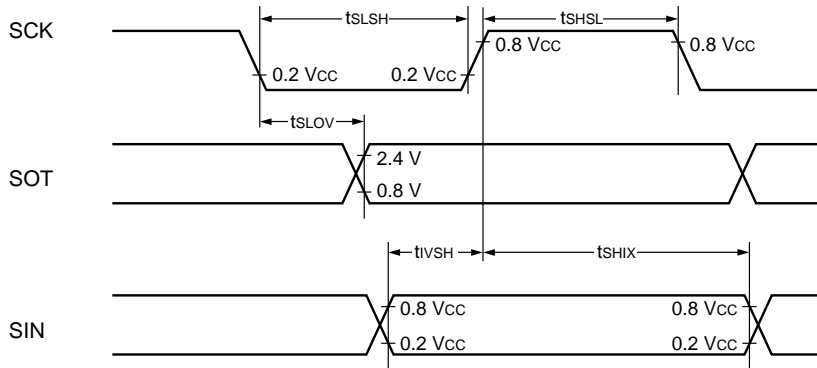 tSLSH tSHSL
SCK
0.8 VCC 0.8 VCC
0.2 VCC 0.2 VCC
tSLOV
2.4 V
SOT
0.8 V
tIVSH tSHIX
0.8 VCC 0.8 VCC
SIN
0.2 VCC 0.2 VCC